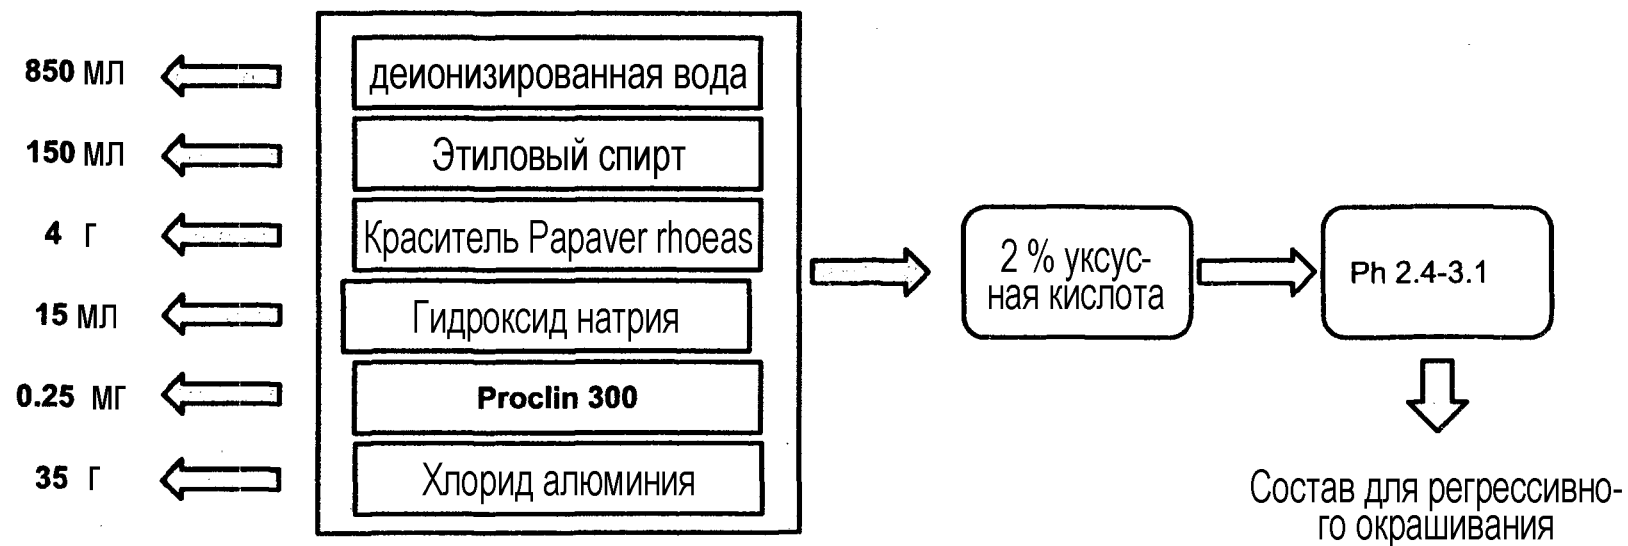 850 МЛ
деионизированная вода
150 МЛ
Этиловый спирт
4 Г
Краситель Papaver rhoeas
15 МЛ
Гидроксид натрия
0.25 МГ
Proclin 300
35 Г
Хлорид алюминия
2 % уксус-
ная кислота
Ph 2.4-3.1
Состав для регрессивно-
го окрашивания